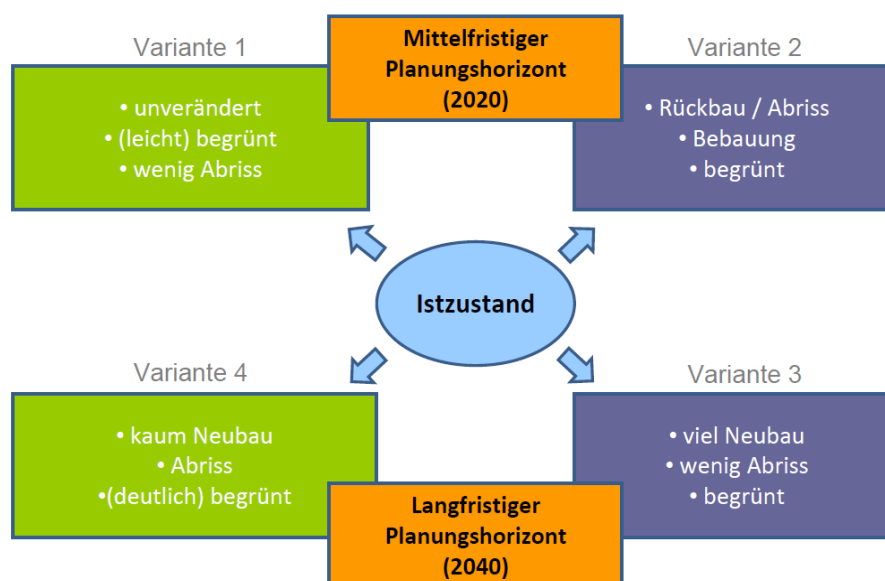 Variante 1
Mittelfristiger
Planungshorizont
(2020)
Variante 2
• unverändert
• (leicht) begrünt
• wenig Abriss
• Rückbau / Abriss
• Bebauung
• begrünt
Istzustand
Variante 4
Variante 3
• kaum Neubau
• Abriss
•(deutlich) begrünt
• viel Neubau
• wenig Abriss
• begrünt
Langfristiger
Planungshorizont
(2040)